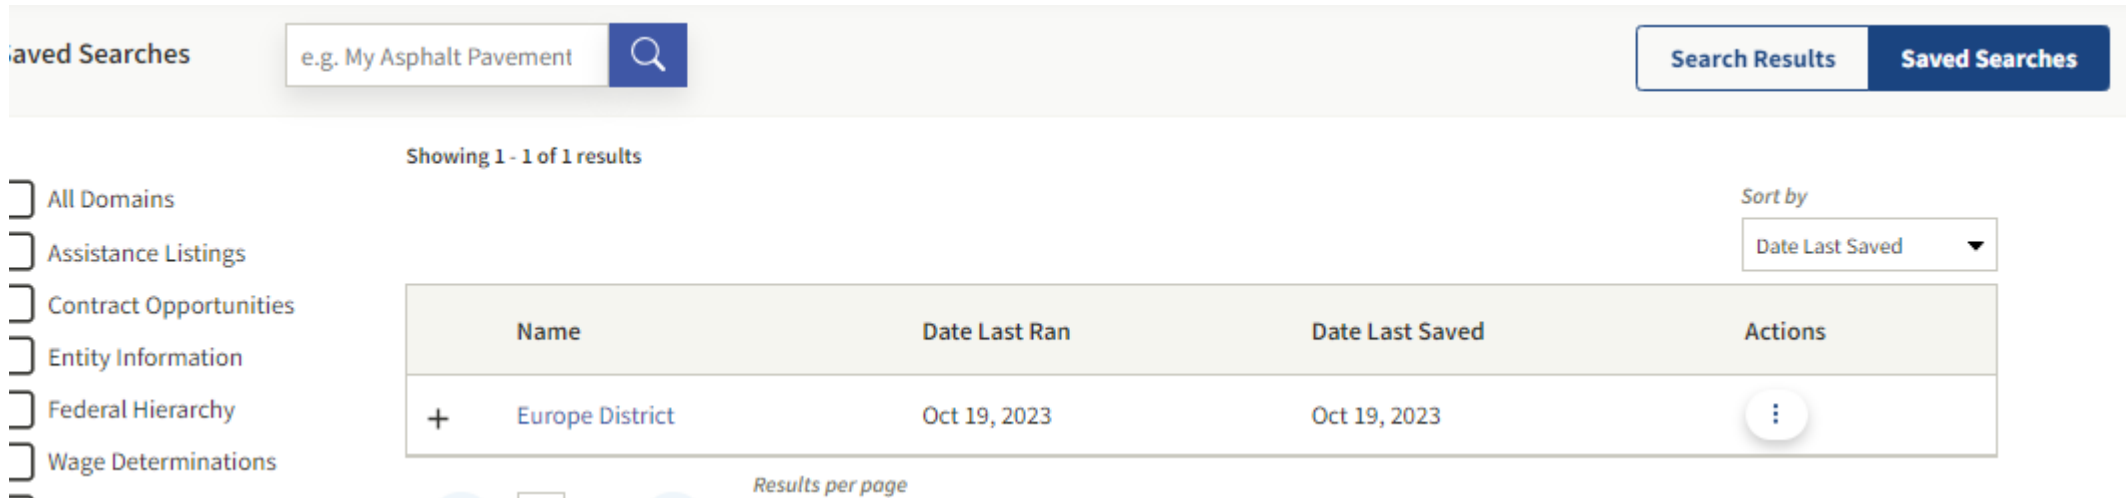 aved Searches
e.g. My Asphalt Pavement
Search Results
Saved Searches
Showing 1 - 1 of 1 results
All Domains
Assistance Listings
Contract Opportunities
Entity Information
Federal Hierarchy
Wage Determinations
Sort by
Date Last Saved
Name Date Last Ran Date Last Saved Actions
+ Europe District Oct 19, 2023 Oct 19, 2023
Results per page